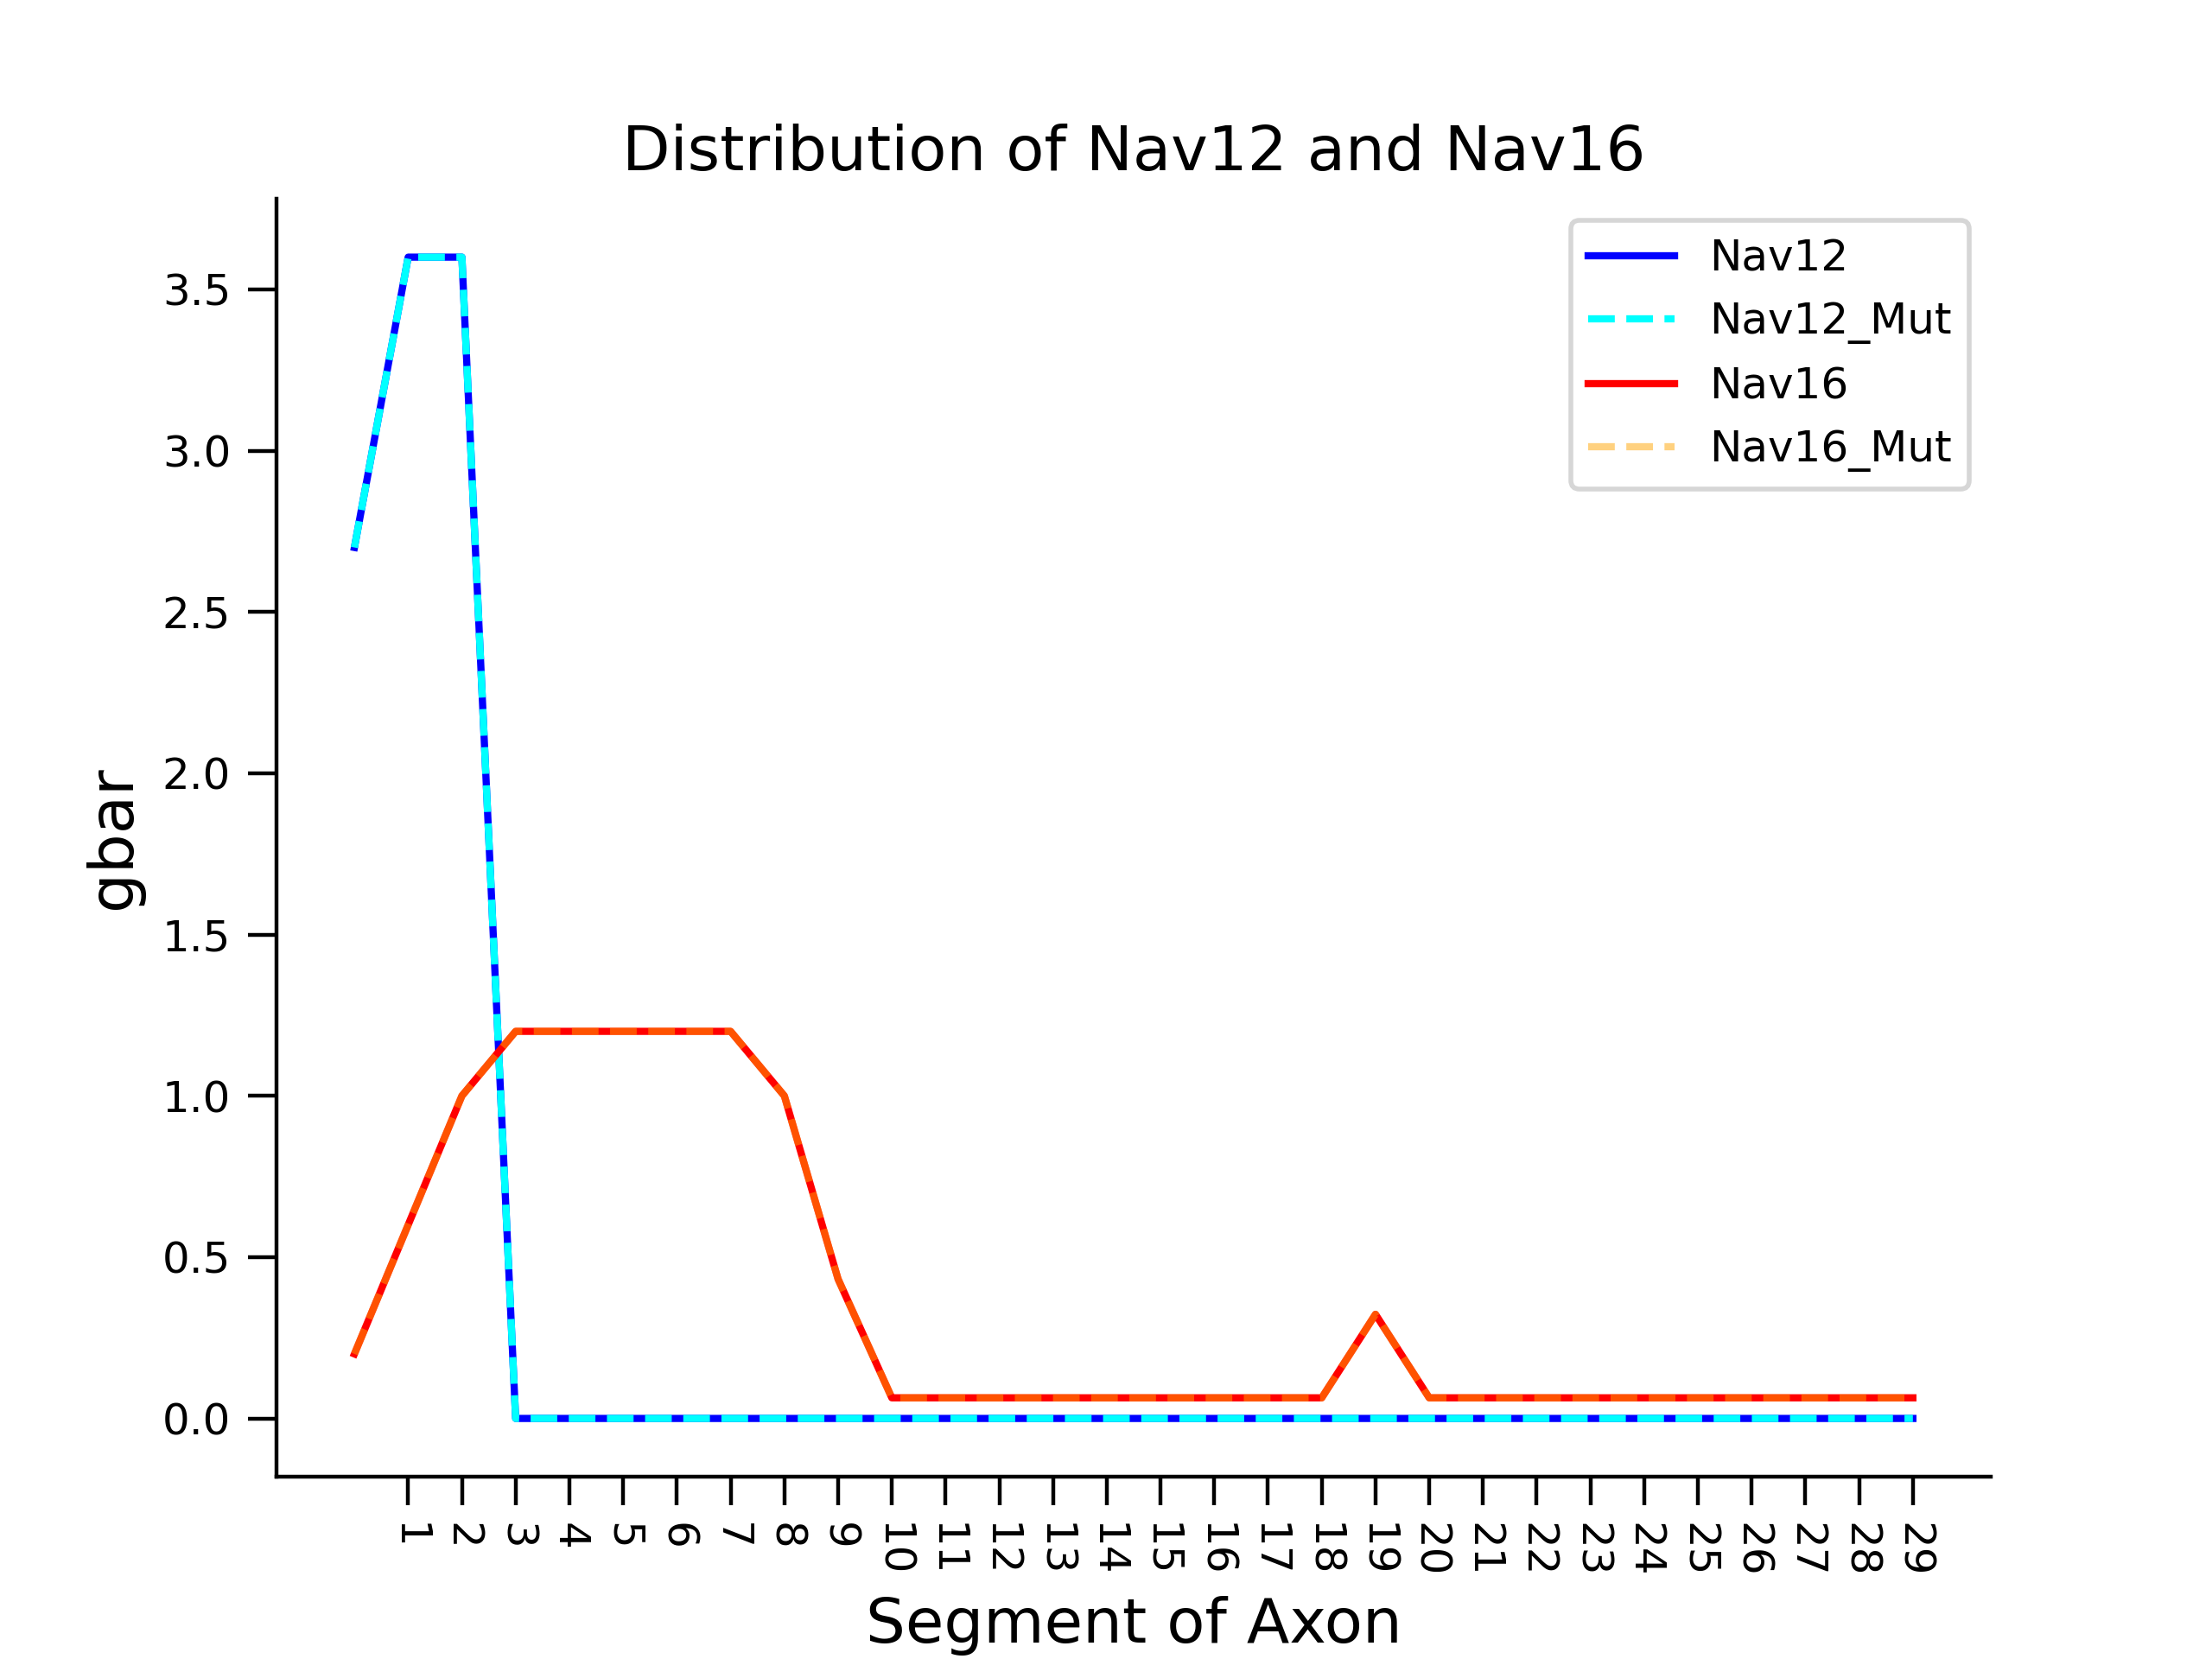 Distribution of Nav12 and Nav16
Nav12
Nav12_Mut
Nav16
Nav16_Mut
gbar
3.5
3.0
2.5
2.0
1.5
1.0
0.5
0.0
1 2 3 4 5 6 7 8 9 10 11 12 13 14 15 16 17 18 19 20 21 22 23 24 25 26 27 28 29
Segment of Axon